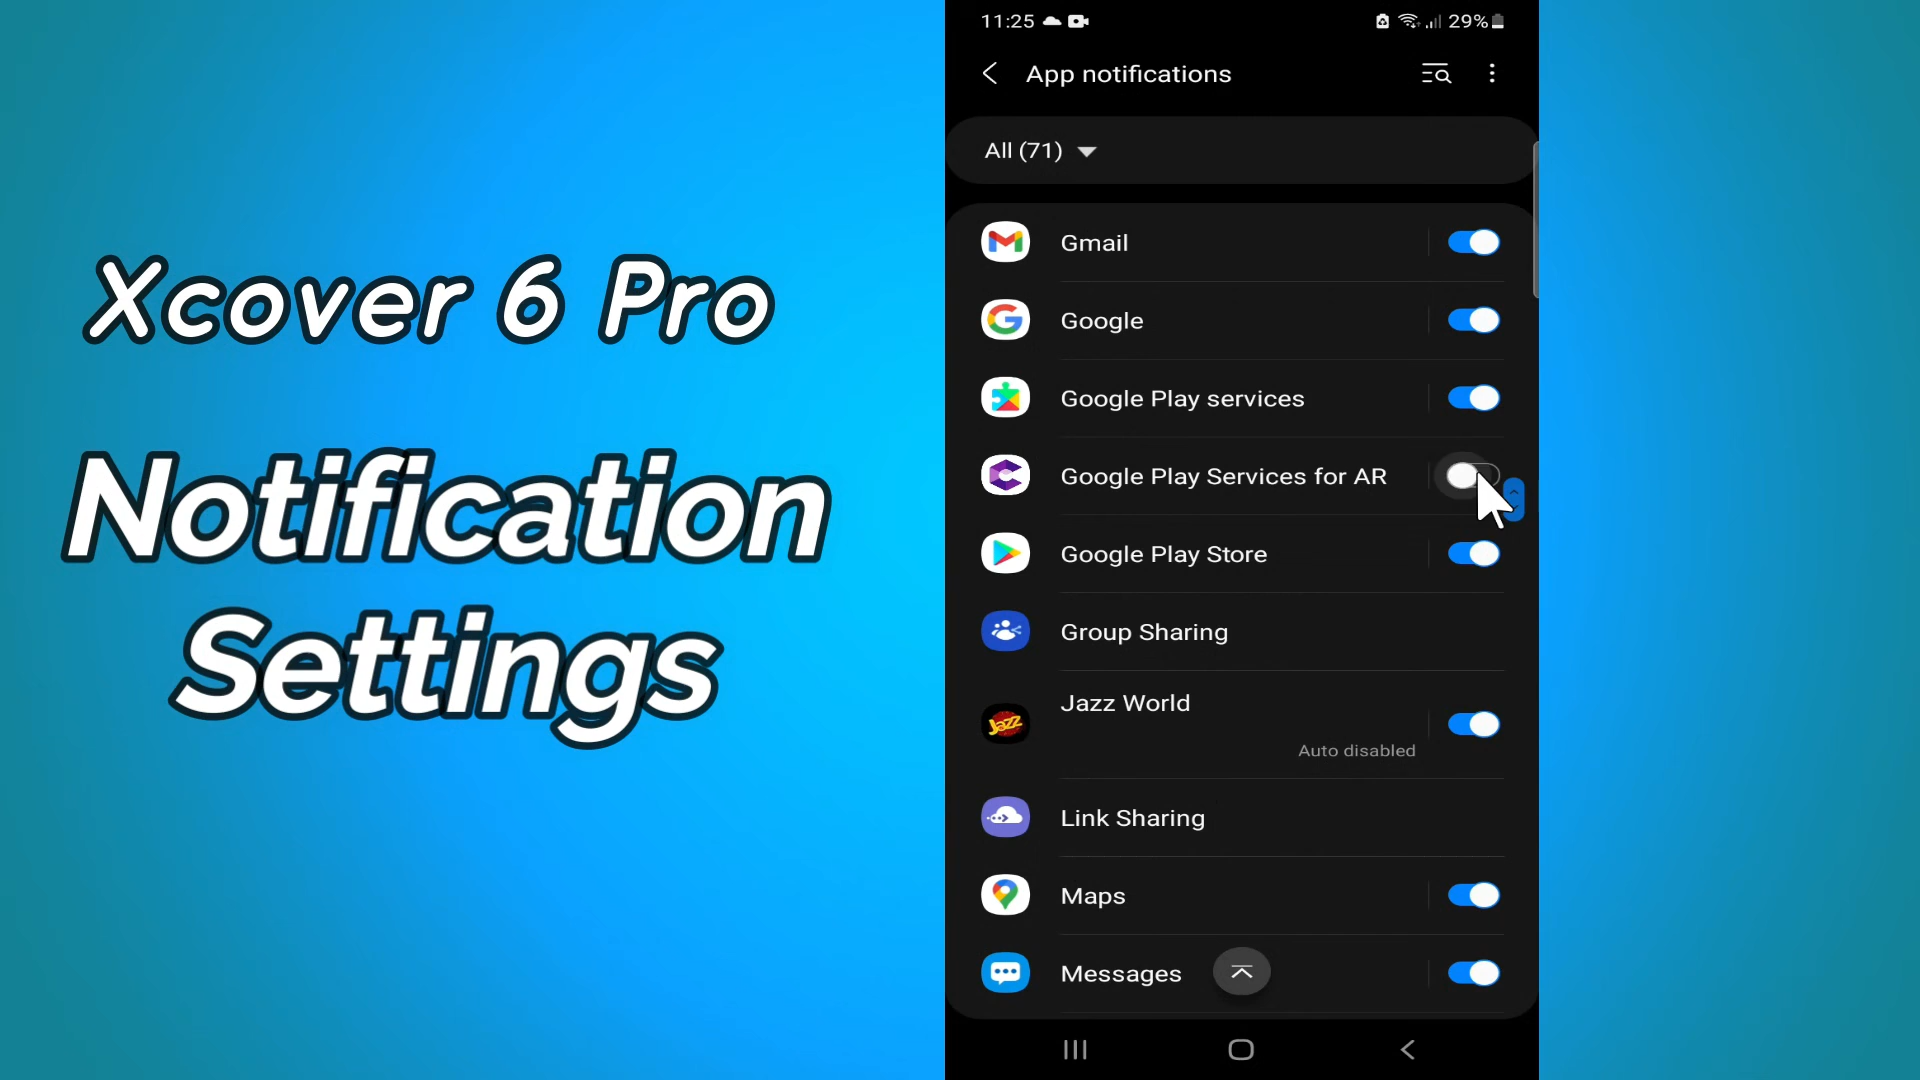 Xcover 6 Pro
Notification
Settings
11:25
29%
App notifications
All (71)
Gmail
Google
Google Play services
Google Play Services for AR
Google Play Store
Group Sharing
Jazz World
Jazz
Auto disabled
Link Sharing
Maps
Messages